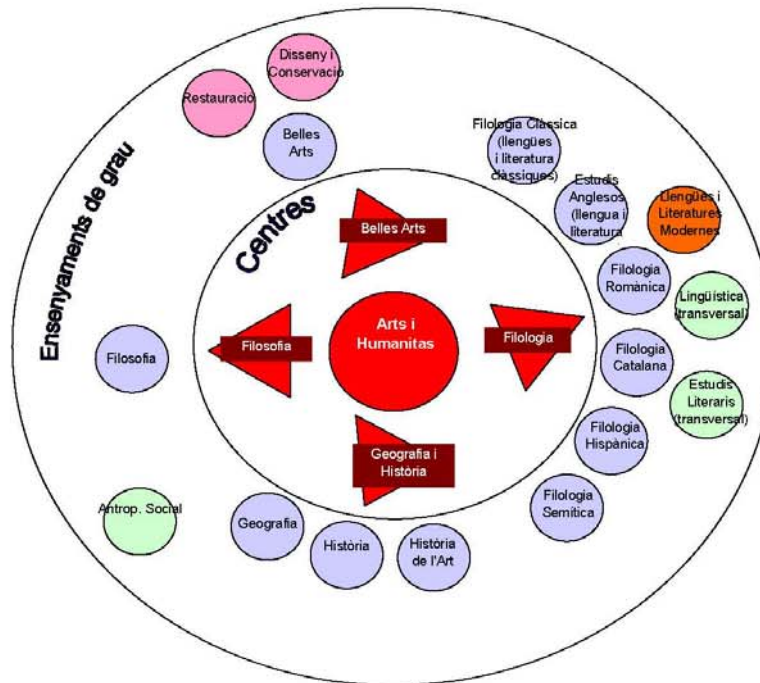 Disseny i
Conservació
Restauració
Belles
Arts
Ensenyaments de grau
Centres
Belles Arts
Filosofia
Arts i
Humanitas
Filologia
Geografia i
Història
Filologia Clàssica
(llengües
i literatura
clàssiques)
Estudis
Anglesos
(llengua i
literatura
Llengües i
Literatures
Modernes
Filologia
Romànica
Lingüística
(transversal)
Filologia
Catalana
Estudis
Literaris
(transversal)
Filologia
Hispànica
Filologia
Semítica
Filosofia
Antrop. Social
Geografia
Història
Història
de l'Art